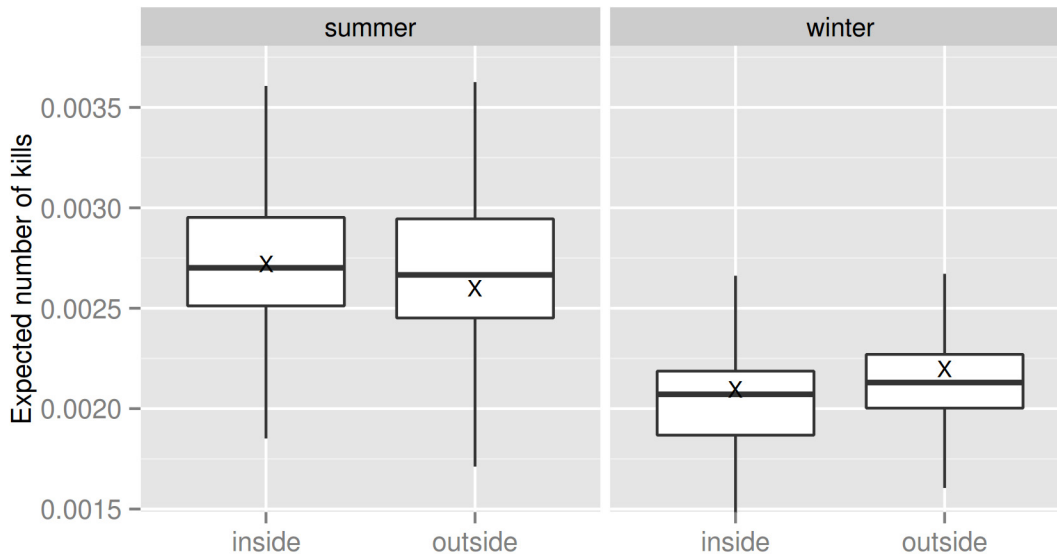 summer
winter
Expected number of kills
0.0035
0.0030
0.0025
0.0020
0.0015
X
X
X
X
inside
outside
inside
outside